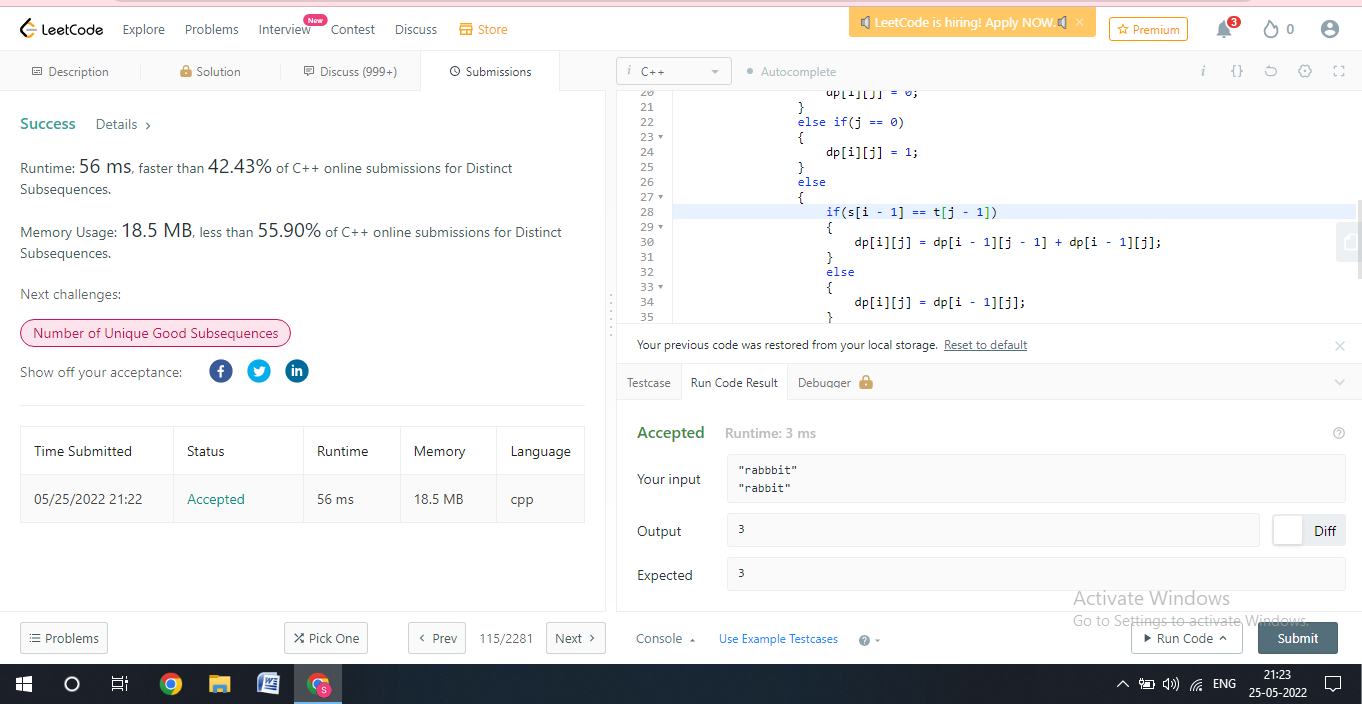 LeetCode Explore Problems Interview New Contest Discuss Store LeetCode is hiring! Apply NOW. × Premium 3 0
Description Solution Discuss (999+) Submissions
i C++ Autocomplete i {}
Success Details >
Runtime: 56 ms, faster than 42.43% of C++ online submissions for Distinct
Subsequences.
Memory Usage: 18.5 MB, less than 55.90% of C++ online submissions for Distinct
Subsequences.
Next challenges:
Number of Unique Good Subsequences
Show off your acceptance:
Time Submitted Status Runtime Memory Language
05/25/2022 21:22 Accepted 56 ms 18.5 MB cpp
20 dp[i][j] = 0;
21 }
22 else if(j == 0)
23 {
24 dp[i][j] = 1;
25 }
26 else
27 {
28 if(s[i - 1] == t[j - 1])
29 {
30 dp[i][j] = dp[i - 1][j - 1] + dp[i - 1][j];
31 }
32 else
33 {
34 dp[i][j] = dp[i - 1][j];
35 }
Your previous code was restored from your local storage. Reset to default
Testcase Run Code Result Debugger
Accepted Runtime: 3 ms
Your input "rabbbit"
"rabbit"
Output 3 Diff
Expected 3
Activate Windows
Go to Settings to activate Windows.
Problems Pick One < Prev 115/2281 Next >
Console Use Example Testcases Run Code Submit
ENG 21:23
25-05-2022